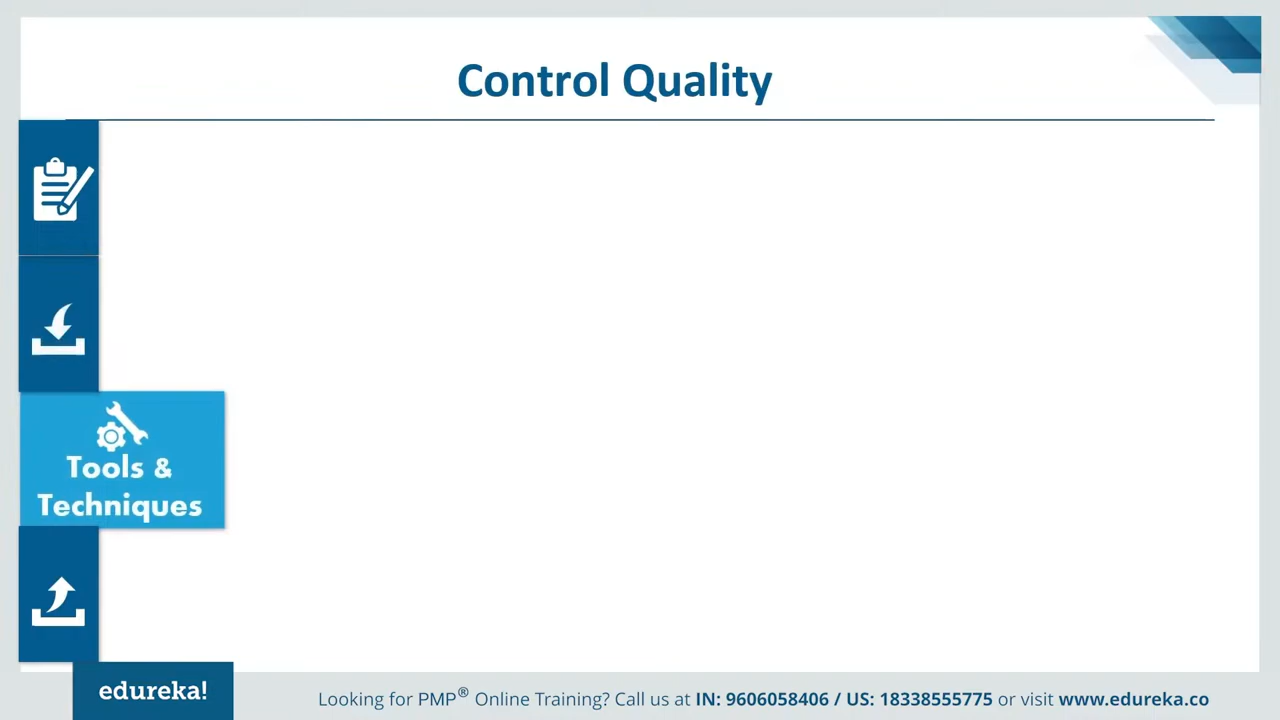 Control Quality
Tools &
Techniques
edureka!
Looking for PMP® Online Training? Call us at IN: 9606058406 / US: 18338555775 or visit www.edureka.co